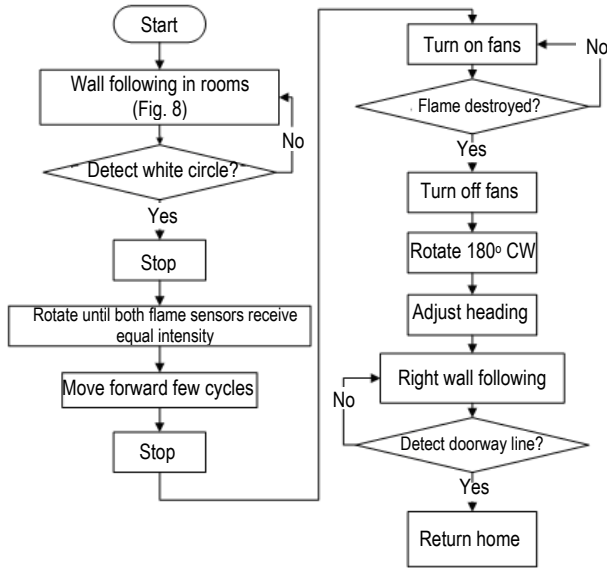 Start
Wall following in rooms
(Fig. 8)
No
Detect white circle?
Yes
Stop
Rotate until both flame sensors receive
equal intensity
Move forward few cycles
Stop
Turn on fans
No
Flame destroyed?
Yes
Turn off fans
Rotate 180º CW
Adjust heading
Right wall following
No
Detect doorway line?
Yes
Return home